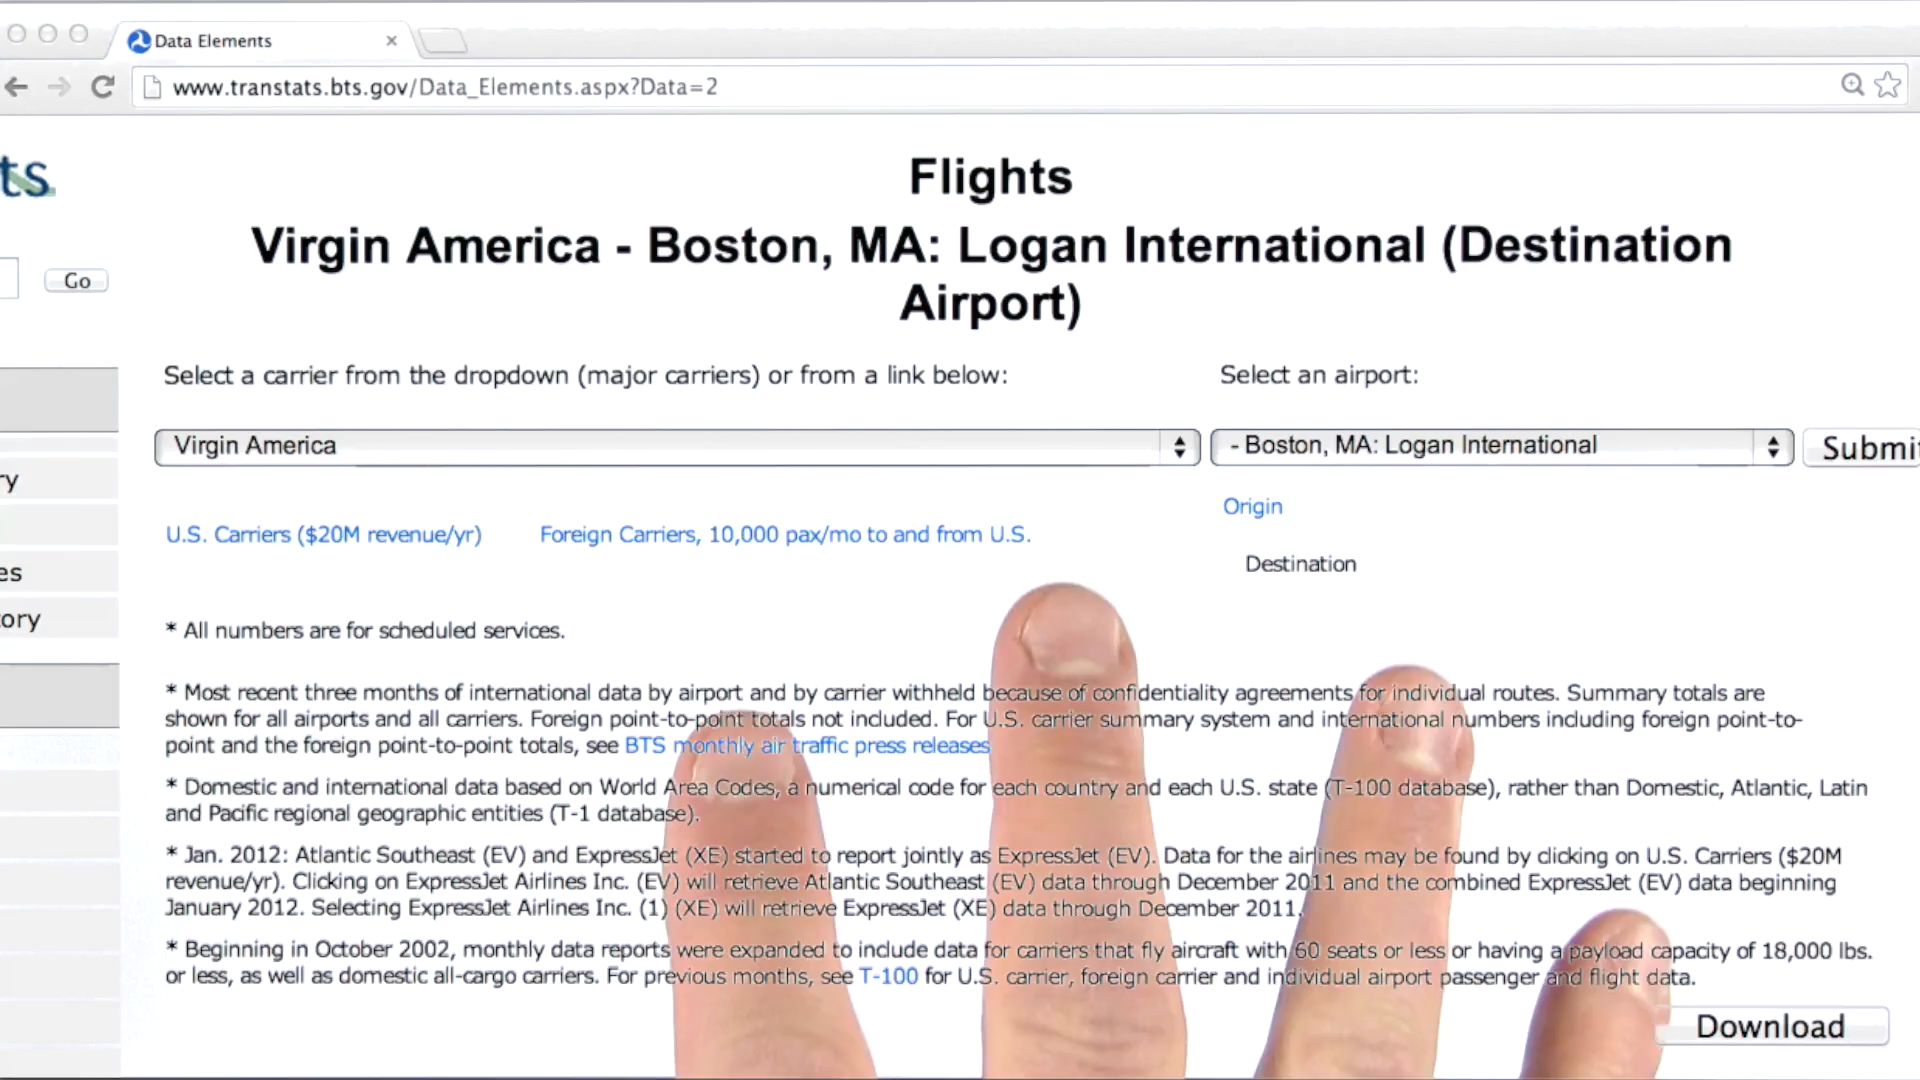 Data Elements
www.transtats.bts.gov/Data_Elements.aspx?Data=2
ts
Flights
Virgin America - Boston, MA: Logan International (Destination
Airport)
Go
Select a carrier from the dropdown (major carriers) or from a link below:
Select an airport:
Virgin America
- Boston, MA: Logan International
Submi
ry
Origin
U.S. Carriers ($20M revenue/yr)
Foreign Carriers, 10,000 pax/mo to and from U.S.
Destination
es
ory
* All numbers are for scheduled services.
* Most recent three months of international data by airport and by carrier withheld because of confidentiality agreements for individual routes. Summary totals are
shown for all airports and all carriers. Foreign point-to-point totals not included. For U.S. carrier summary system and international numbers including foreign point-to-
point and the foreign point-to-point totals, see BTS monthly air traffic press releases
* Domestic and international data based on World Area Codes, a numerical code for each country and each U.S. state (T-100 database), rather than Domestic, Atlantic, Latin
and Pacific regional geographic entities (T-1 database).
* Jan. 2012: Atlantic Southeast (EV) and ExpressJet (XE) started to report jointly as ExpressJet (EV). Data for the airlines may be found by clicking on U.S. Carriers ($20M
revenue/yr). Clicking on ExpressJet Airlines Inc. (EV) will retrieve Atlantic Southeast (EV) data through December 2011 and the combined ExpressJet (EV) data beginning
January 2012. Selecting ExpressJet Airlines Inc. (1) (XE) will retrieve ExpressJet (XE) data through December 2011.
* Beginning in October 2002, monthly data reports were expanded to include data for carriers that fly aircraft with 60 seats or less or having a payload capacity of 18,000 lbs.
or less, as well as domestic all-cargo carriers. For previous months, see T-100 for U.S. carrier, foreign carrier and individual airport passenger and flight data.
Download